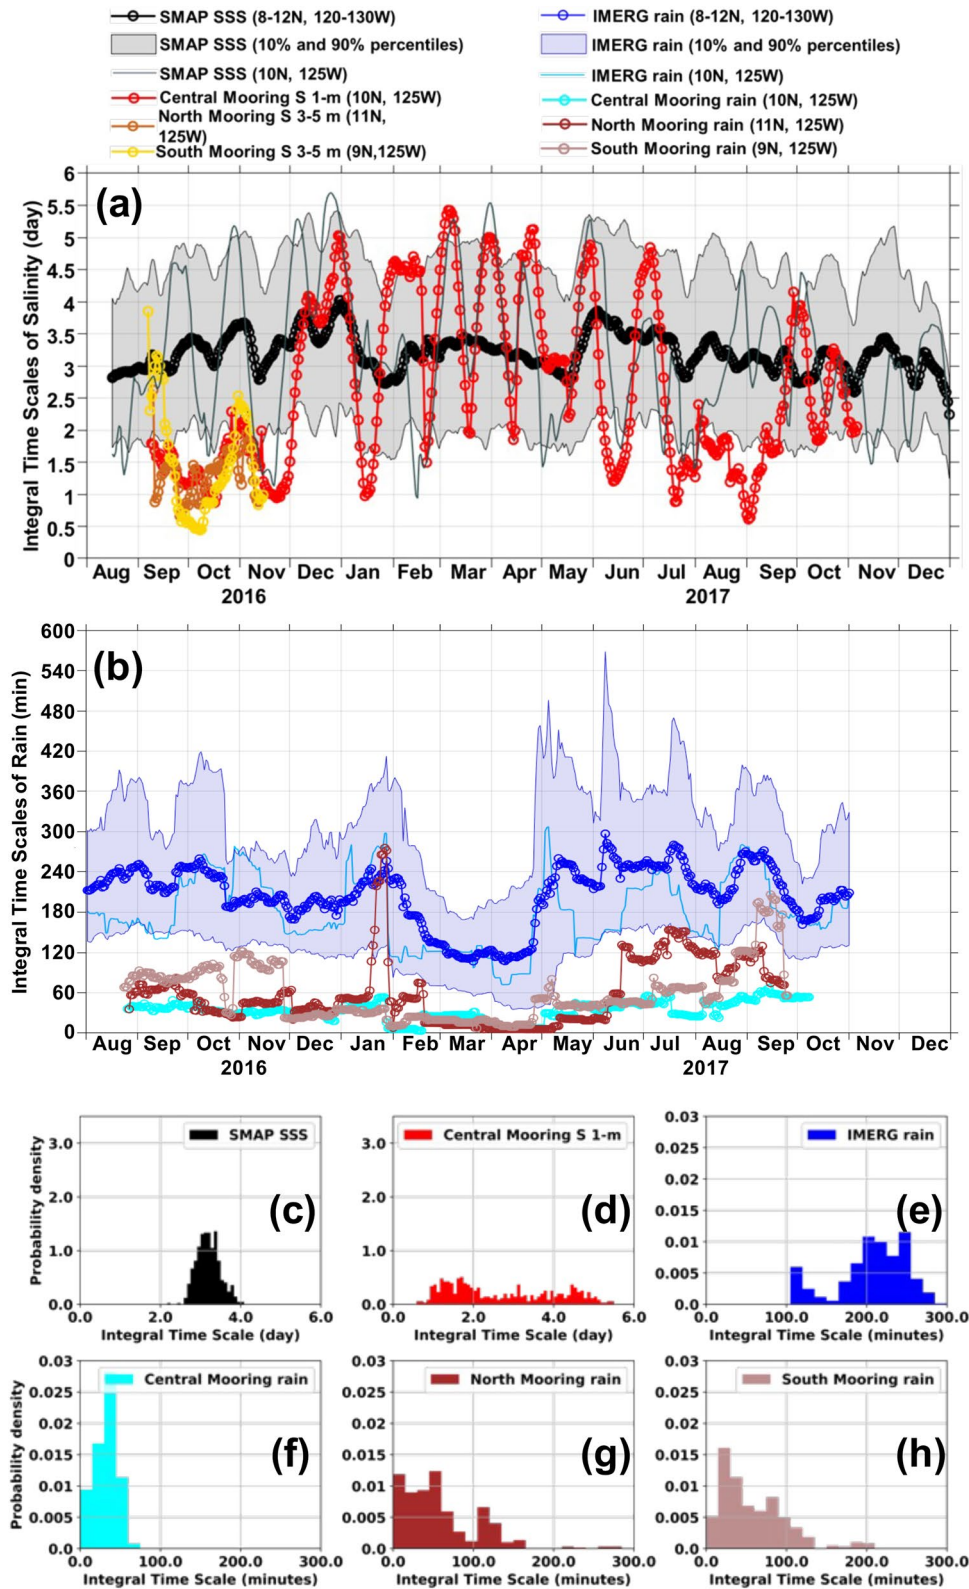 SMAP SSS (8-12N, 120-130W)
SMAP SSS (10% and 90% percentiles)
SMAP SSS (10N, 125W)
Central Mooring S 1-m (10N, 125W)
North Mooring S 3-5 m (11N,
125W)
South Mooring S 3-5 m (9N,125W)
IMERG rain (8-12N, 120-130W)
IMERG rain (10% and 90% percentiles)
IMERG rain (10N, 125W)
Central Mooring rain (10N, 125W)
North Mooring rain (11N, 125W)
South Mooring rain (9N, 125W)
(a)
Integral Time Scales of Salinity (day)
6
5.5
5
4.5
4
3.5
3
2.5
2
1.5
1
0.5
0
Aug Sep Oct Nov Dec Jan Feb Mar Apr May Jun Jul Aug Sep Oct Nov Dec
2016 2017
(b)
Integral Time Scales of Rain (min)
600
540
480
420
360
300
240
180
120
60
0
Aug Sep Oct Nov Dec Jan Feb Mar Apr May Jun Jul Aug Sep Oct Nov Dec
2016 2017
SMAP SSS
(c)
Probability density
3.0
2.0
1.0
0.0
0.0 2.0 4.0 6.0
Integral Time Scale (day)
Central Mooring S 1-m
(d)
3.0
2.0
1.0
0.0
0.0 2.0 4.0 6.0
Integral Time Scale (day)
IMERG rain
(e)
0.03
0.025
0.02
0.015
0.01
0.005
0.0
0.0 100.0 200.0 300.0
Integral Time Scale (minutes)
Central Mooring rain
(f)
Probability density
0.03
0.025
0.02
0.015
0.01
0.005
0.0
0.0 100.0 200.0 300.0
Integral Time Scale (minutes)
North Mooring rain
(g)
0.03
0.025
0.02
0.015
0.01
0.005
0.0
0.0 100.0 200.0 300.0
Integral Time Scale (minutes)
South Mooring rain
(h)
0.03
0.025
0.02
0.015
0.01
0.005
0.0
0.0 100.0 200.0 300.0
Integral Time Scale (minutes)